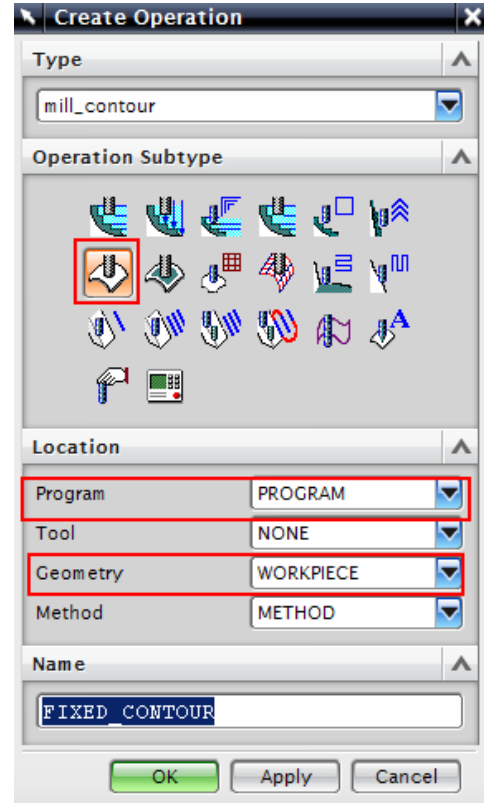 Create Operation
Type
mill_contour
Operation Subtype
A
Location
Program PROGRAM
Tool NONE
Geometry WORKPIECE
Method METHOD
Name
FIXED_CONTOUR
OK Apply Cancel